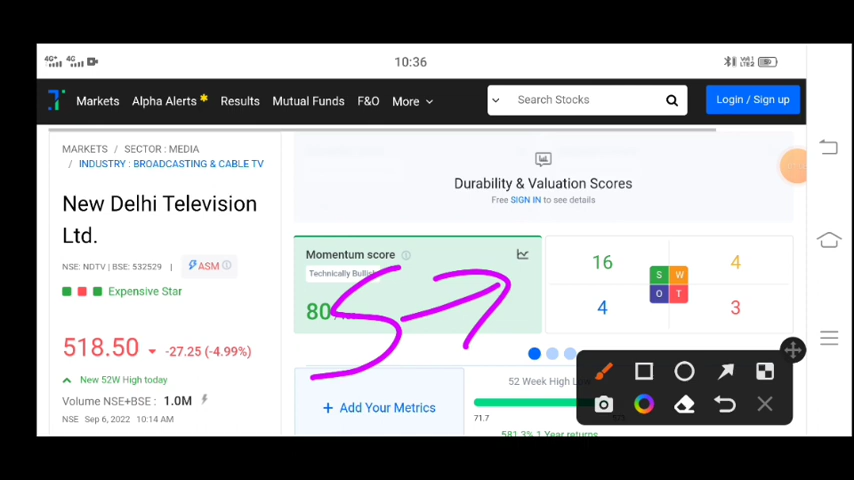 4G+ 4G 10:36 VoI1 LTE2
Markets Alpha Alerts Results Mutual Funds F&O More Search Stocks Login / Sign up
MARKETS / SECTOR : MEDIA
/ INDUSTRY : BROADCASTING & CABLE TV
New Delhi Television
Ltd.
NSE: NDTV | BSE: 532529 | ASM
Expensive Star
518.50 -27.25 (-4.99%)
New 52W High today
Volume NSE+BSE : 1.0M
NSE Sep 6, 2022 10:14 AM
Durability & Valuation Scores
Free SIGN IN to see details
Momentum score
Technically Bullish
80
16 4
S W
O T
4 3
+ Add Your Metrics
52 Week High
71.7
581.3% 1 Year returns